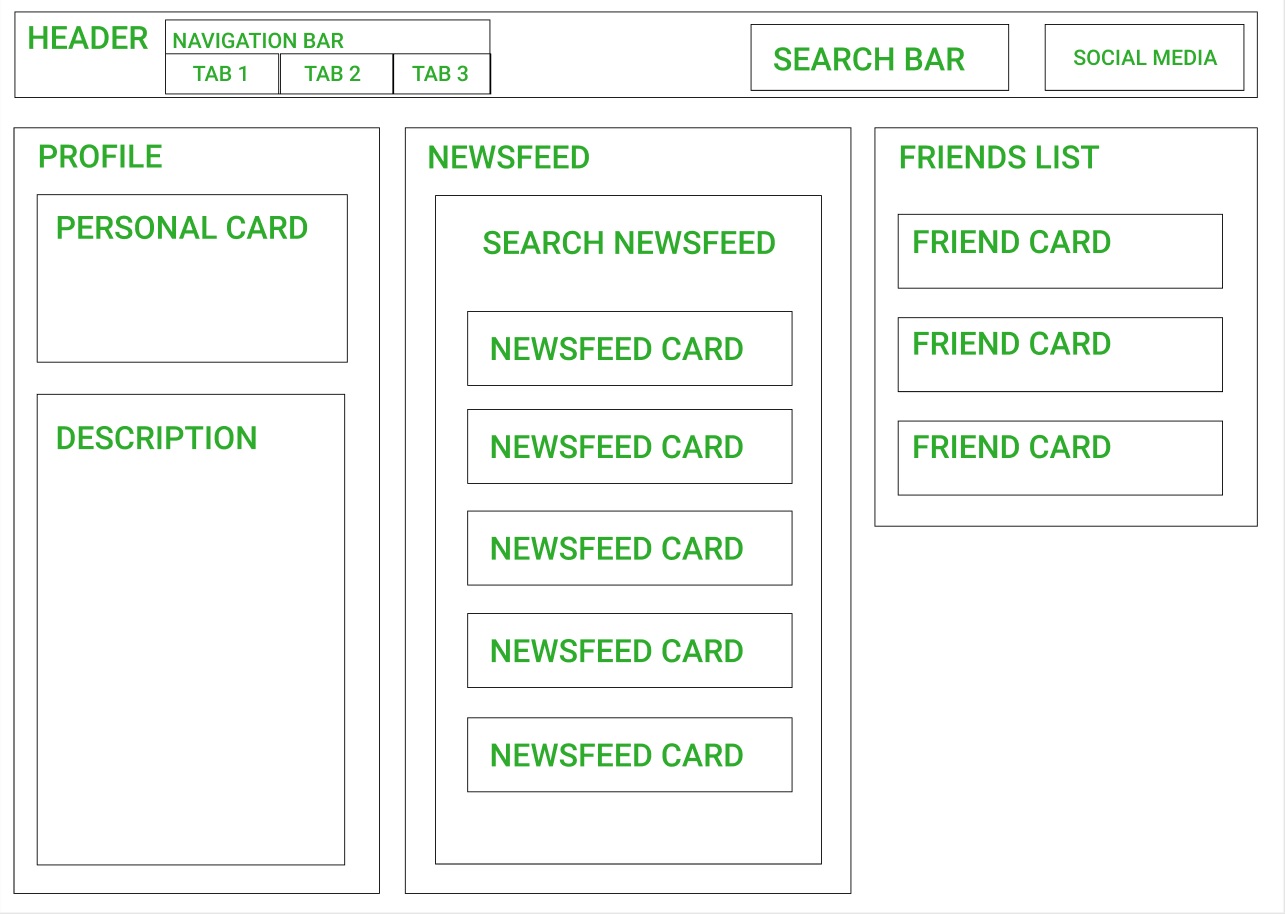 HEADER
NAVIGATION BAR
TAB 1
TAB 2
TAB 3
SEARCH BAR
SOCIAL MEDIA
PROFILE
PERSONAL CARD
DESCRIPTION
NEWSFEED
SEARCH NEWSFEED
NEWSFEED CARD
NEWSFEED CARD
NEWSFEED CARD
NEWSFEED CARD
NEWSFEED CARD
FRIENDS LIST
FRIEND CARD
FRIEND CARD
FRIEND CARD